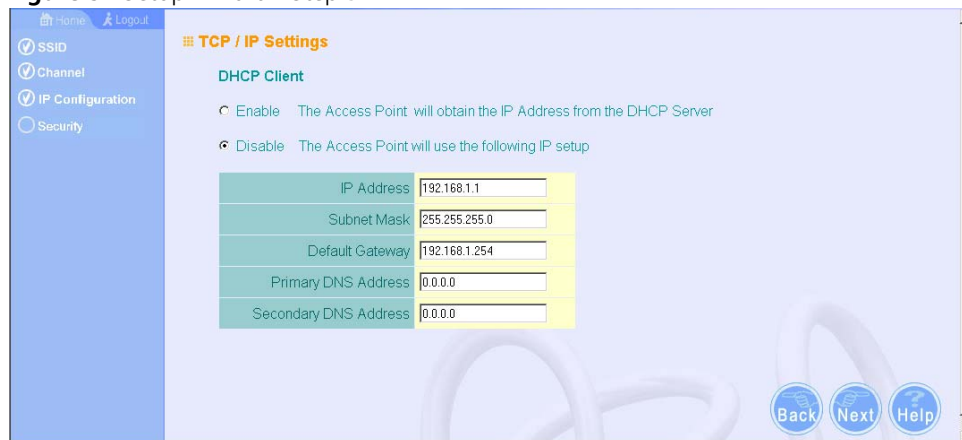 Home Logout
SSID
Channel
IP Configuration
Security
TCP / IP Settings
DHCP Client
Enable The Access Point will obtain the IP Address from the DHCP Server
Disable The Access Point will use the following IP setup
IP Address 192.168.1.1
Subnet Mask 255.255.255.0
Default Gateway 192.168.1.254
Primary DNS Address 0.0.0.0
Secondary DNS Address 0.0.0.0
Back Next Help